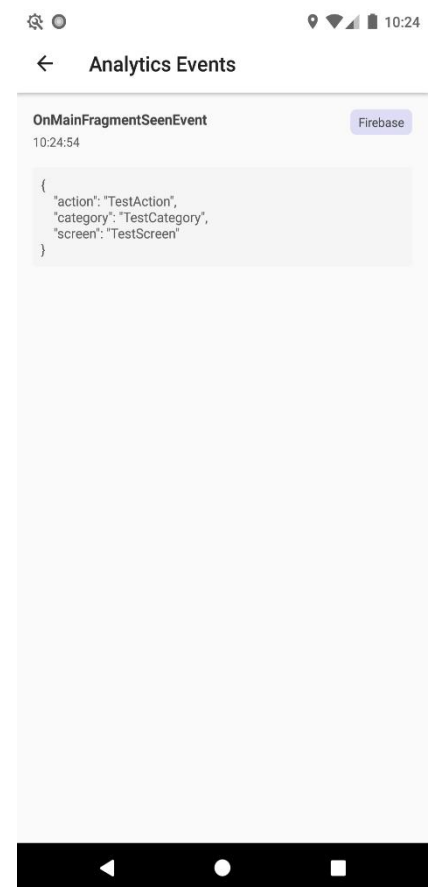 10:24
Analytics Events
OnMainFragmentSeenEvent
Firebase
10:24:54
{
"action": "TestAction",
"category": "TestCategory",
"screen": "TestScreen"
}